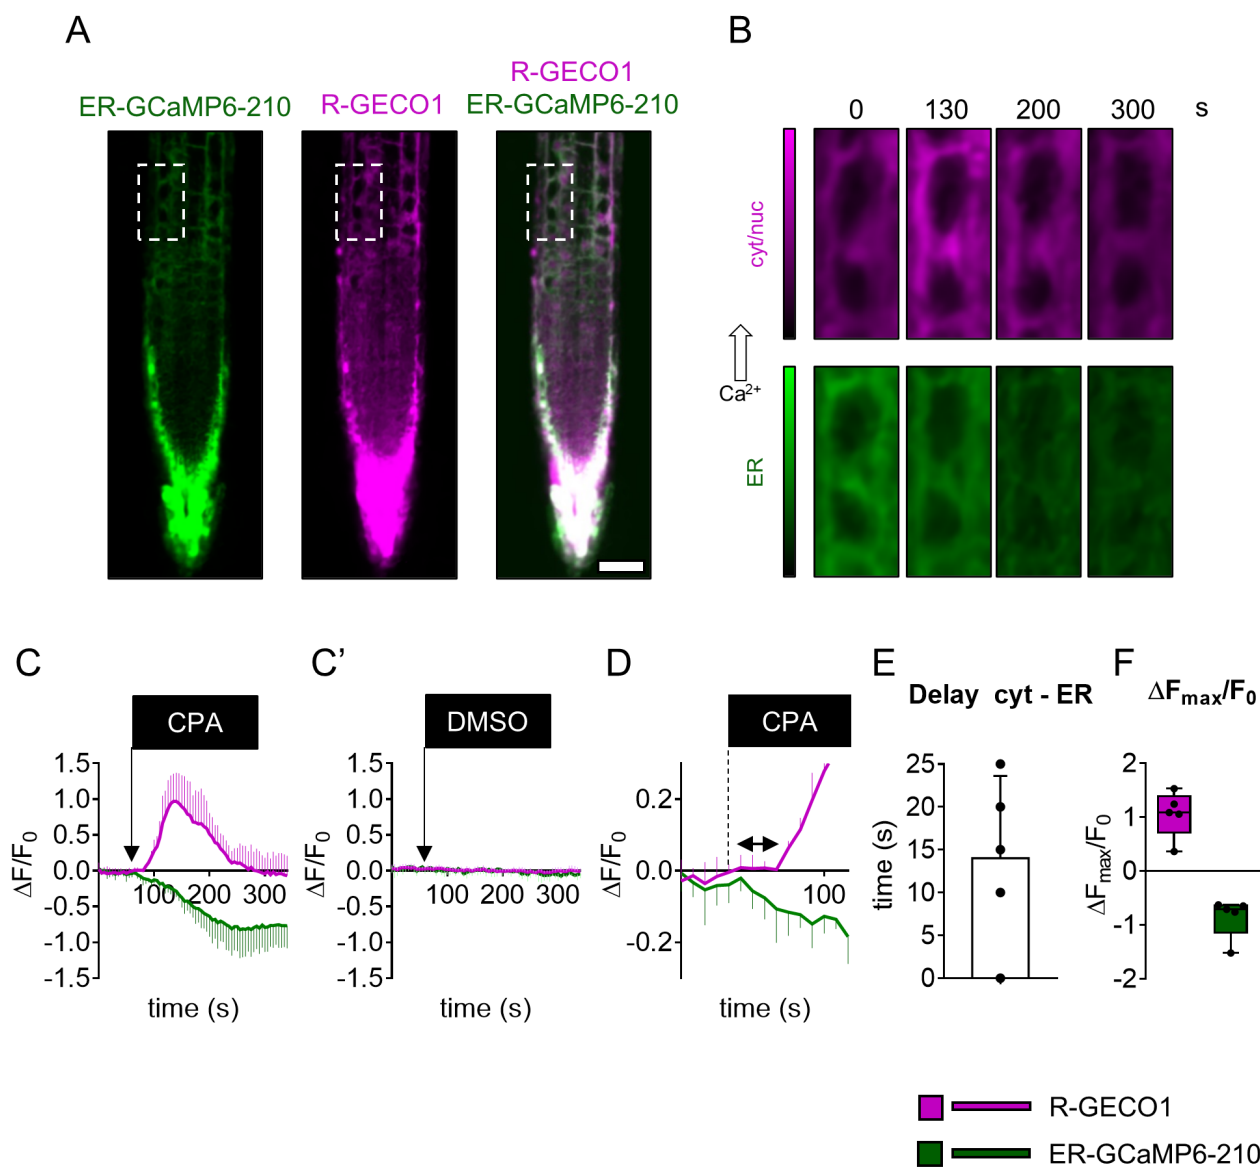 A
ER-GCaMP6-210
R-GECO1
R-GECO1
ER-GCaMP6-210
B
0
130
200
300
s
cyt/nuc
Ca²⁺
ER
C
CPA
1.5
1.0
0.5
0.0
-0.5
-1.0
-1.5
100
200
300
ΔF/F₀
time (s)
C’
DMSO
1.5
1.0
0.5
0.0
-0.5
-1.0
-1.5
100
200
300
ΔF/F₀
time (s)
D
CPA
0.2
0.0
-0.2
100
ΔF/F₀
time (s)
E
Delay cyt - ER
25
20
15
10
5
0
time (s)
F
ΔFmax/F₀
2
1
0
-1
-2
ΔFmax/F₀
R-GECO1
ER-GCaMP6-210